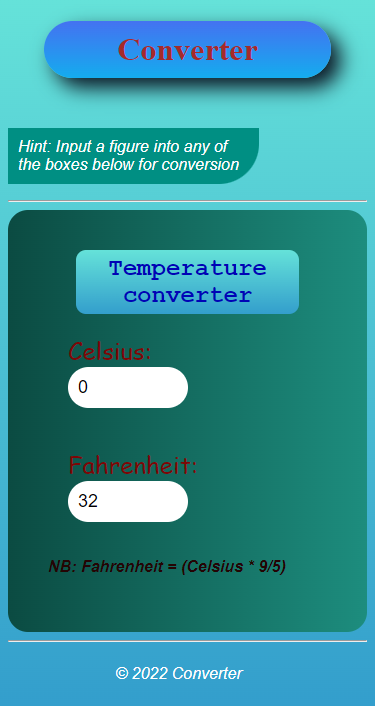 Converter
Hint: Input a figure into any of
the boxes below for conversion
Temperature
converter
Celsius:
0
Fahrenheit:
32
NB: Fahrenheit = (Celsius * 9/5)
© 2022 Converter